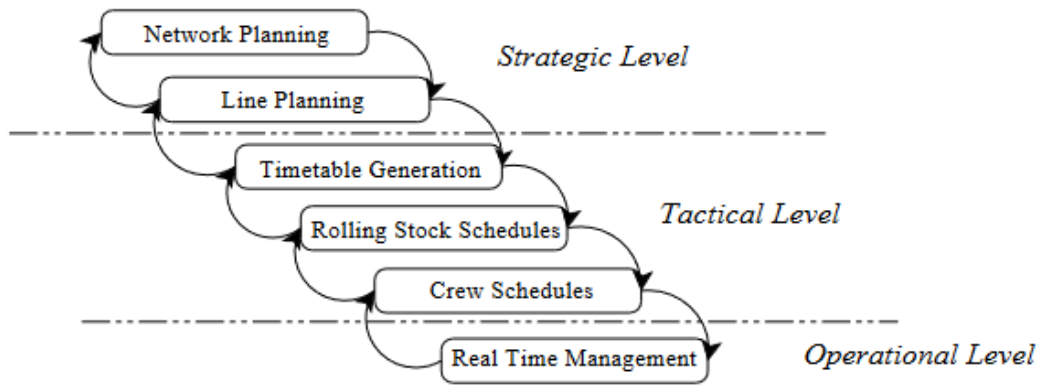 Network Planning
Strategic Level
Line Planning
Timetable Generation
Tactical Level
Rolling Stock Schedules
Crew Schedules
Real Time Management
Operational Level